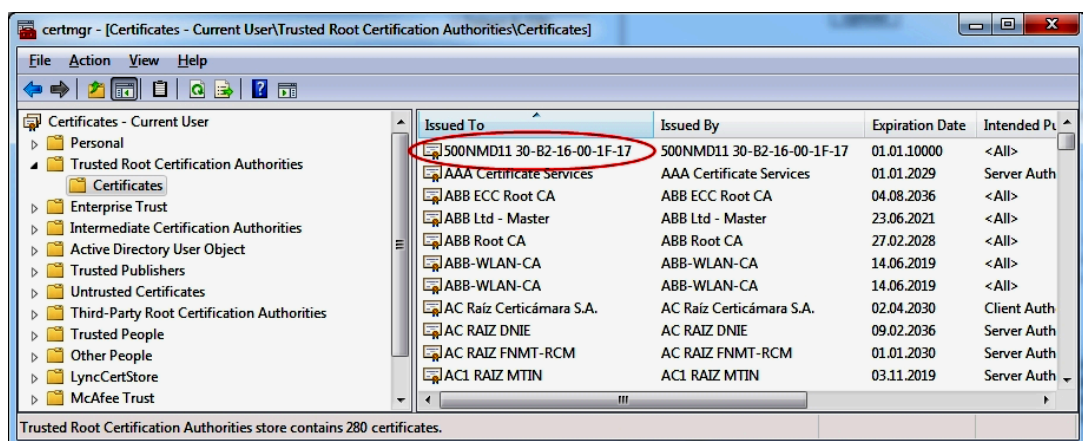 certmgr - [Certificates - Current User\Trusted Root Certification Authorities\Certificates]
File Action View Help
Certificates - Current User
Personal
Trusted Root Certification Authorities
Certificates
Enterprise Trust
Intermediate Certification Authorities
Active Directory User Object
Trusted Publishers
Untrusted Certificates
Third-Party Root Certification Authorities
Trusted People
Other People
LyncCertStore
McAfee Trust
Issued To Issued By Expiration Date Intended Pu
500NMD11 30-B2-16-00-1F-17 500NMD11 30-B2-16-00-1F-17 01.01.10000 <All>
AAA Certificate Services AAA Certificate Services 01.01.2029 Server Auth
ABB ECC Root CA ABB ECC Root CA 04.08.2036 <All>
ABB Ltd - Master ABB Ltd - Master 23.06.2021 <All>
ABB Root CA ABB Root CA 27.02.2028 <All>
ABB-WLAN-CA ABB-WLAN-CA 14.06.2019 <All>
ABB-WLAN-CA ABB-WLAN-CA 14.06.2019 <All>
AC Raíz Certicámara S.A. AC Raíz Certicámara S.A. 02.04.2030 Client Auth
AC RAIZ DNIE AC RAIZ DNIE 09.02.2036 Server Auth
AC RAIZ FNMT-RCM AC RAIZ FNMT-RCM 01.01.2030 Server Auth
AC1 RAIZ MTIN AC1 RAIZ MTIN 03.11.2019 Server Auth
Trusted Root Certification Authorities store contains 280 certificates.